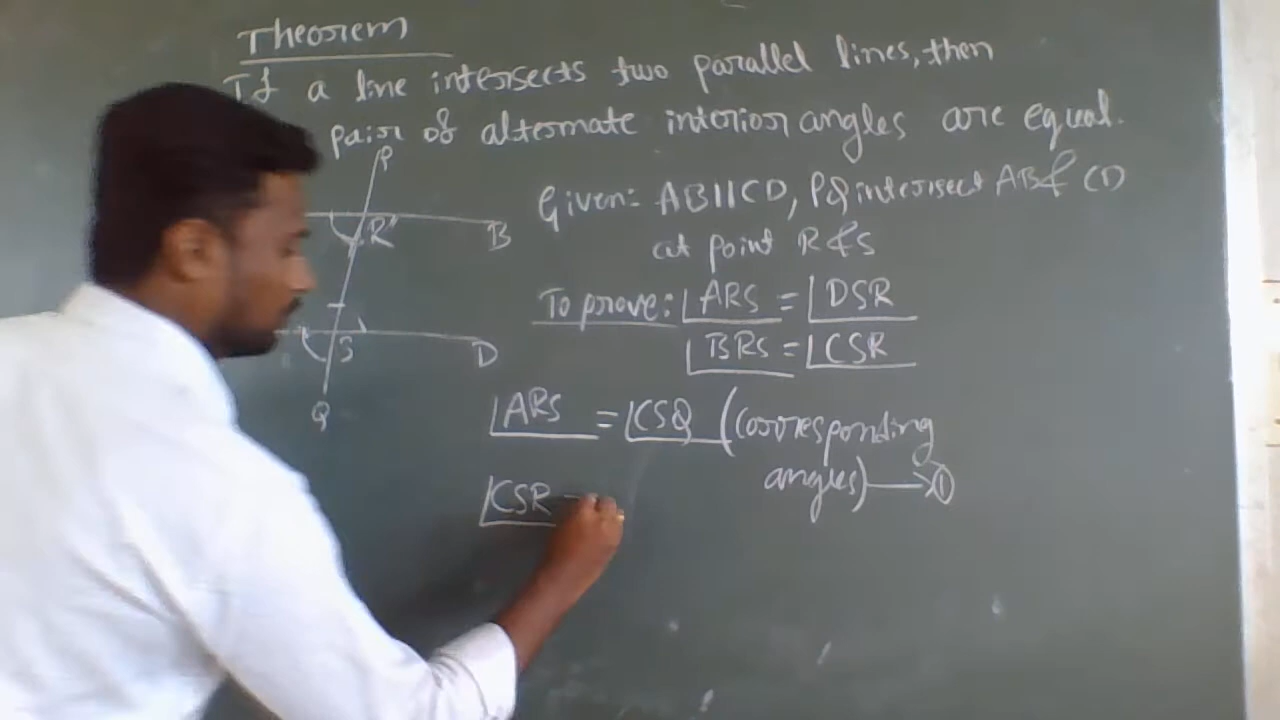 Theorem
If a line intersects two parallel lines, then
pair of alternate interior angles are equal.
P
R
B
S
D
Q
Given: AB||CD, PQ intersect AB & CD
at point R & S
To prove: ∠ARS = ∠DSR
∠BRS = ∠CSR
∠ARS = ∠CSQ (corresponding
angles) → ①
∠CSR =